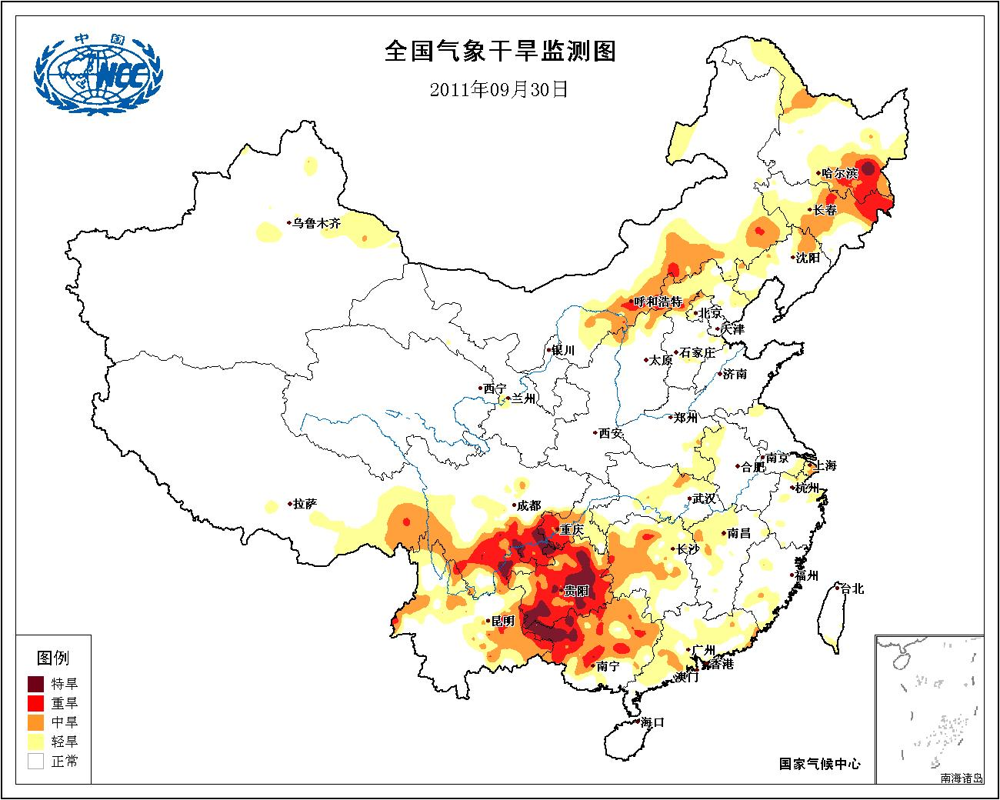 中国
NCC
全国气象干旱监测图
2011年09月30日
哈尔滨
长春
乌鲁木齐
沈阳
呼和浩特
北京
天津
银川
石家庄
太原
济南
西宁
兰州
郑州
西安
南京
合肥
上海
杭州
武汉
拉萨
成都
重庆
南昌
长沙
福州
贵阳
台北
昆明
广州
香港
南宁
澳门
海口
图例
特旱
重旱
中旱
轻旱
正常
国家气候中心
南海诸岛